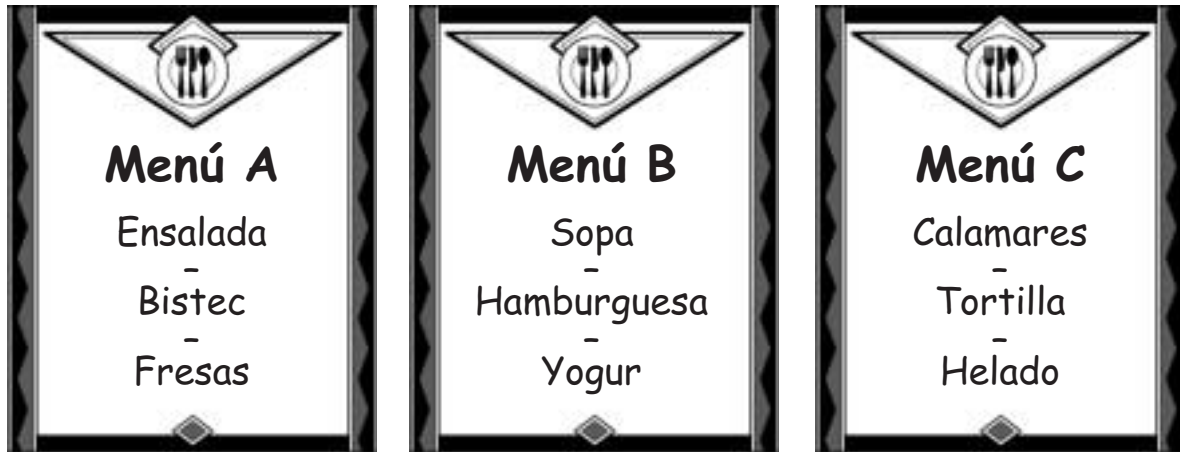 Menú A
Ensalada
-
Bistec
-
Fresas
Menú B
Sopa
-
Hamburguesa
-
Yogur
Menú C
Calamares
-
Tortilla
-
Helado